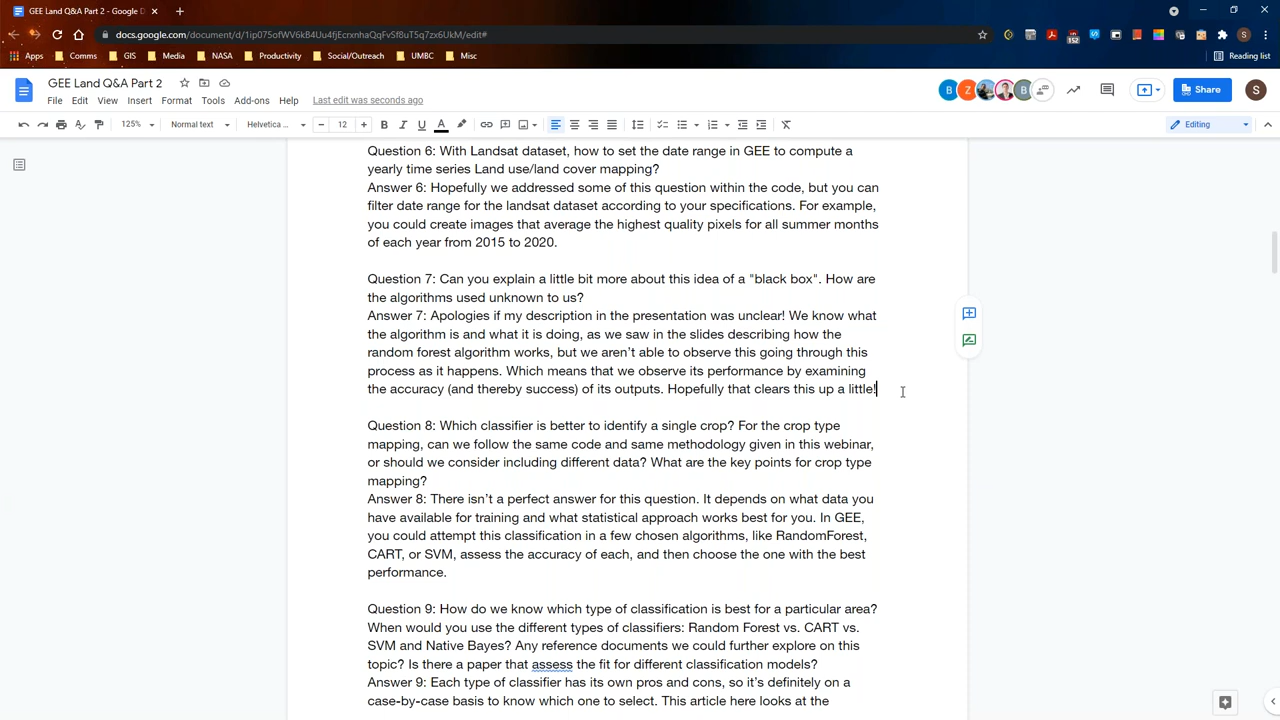 GEE Land Q&A Part 2 - Google D
docs.google.com/document/d/1ip075ofWV6kB4Uu4fjEcrxnhaQqFvSf8uT5q7zx6UkM/edit#
Apps Comms GIS Media NASA Productivity Social/Outreach UMBC Misc Reading list
GEE Land Q&A Part 2
File Edit View Insert Format Tools Add-ons Help Last edit was seconds ago
B Z B Share S
125% Normal text Helvetica ... 12 B I U A Editing
Question 6: With Landsat dataset, how to set the date range in GEE to compute a
yearly time series Land use/land cover mapping?
Answer 6: Hopefully we addressed some of this question within the code, but you can
filter date range for the landsat dataset according to your specifications. For example,
you could create images that average the highest quality pixels for all summer months
of each year from 2015 to 2020.
Question 7: Can you explain a little bit more about this idea of a "black box". How are
the algorithms used unknown to us?
Answer 7: Apologies if my description in the presentation was unclear! We know what
the algorithm is and what it is doing, as we saw in the slides describing how the
random forest algorithm works, but we aren't able to observe this going through this
process as it happens. Which means that we observe its performance by examining
the accuracy (and thereby success) of its outputs. Hopefully that clears this up a little!
Question 8: Which classifier is better to identify a single crop? For the crop type
mapping, can we follow the same code and same methodology given in this webinar,
or should we consider including different data? What are the key points for crop type
mapping?
Answer 8: There isn't a perfect answer for this question. It depends on what data you
have available for training and what statistical approach works best for you. In GEE,
you could attempt this classification in a few chosen algorithms, like RandomForest,
CART, or SVM, assess the accuracy of each, and then choose the one with the best
performance.
Question 9: How do we know which type of classification is best for a particular area?
When would you use the different types of classifiers: Random Forest vs. CART vs.
SVM and Native Bayes? Any reference documents we could further explore on this
topic? Is there a paper that assess the fit for different classification models?
Answer 9: Each type of classifier has its own pros and cons, so it's definitely on a
case-by-case basis to know which one to select. This article here looks at the